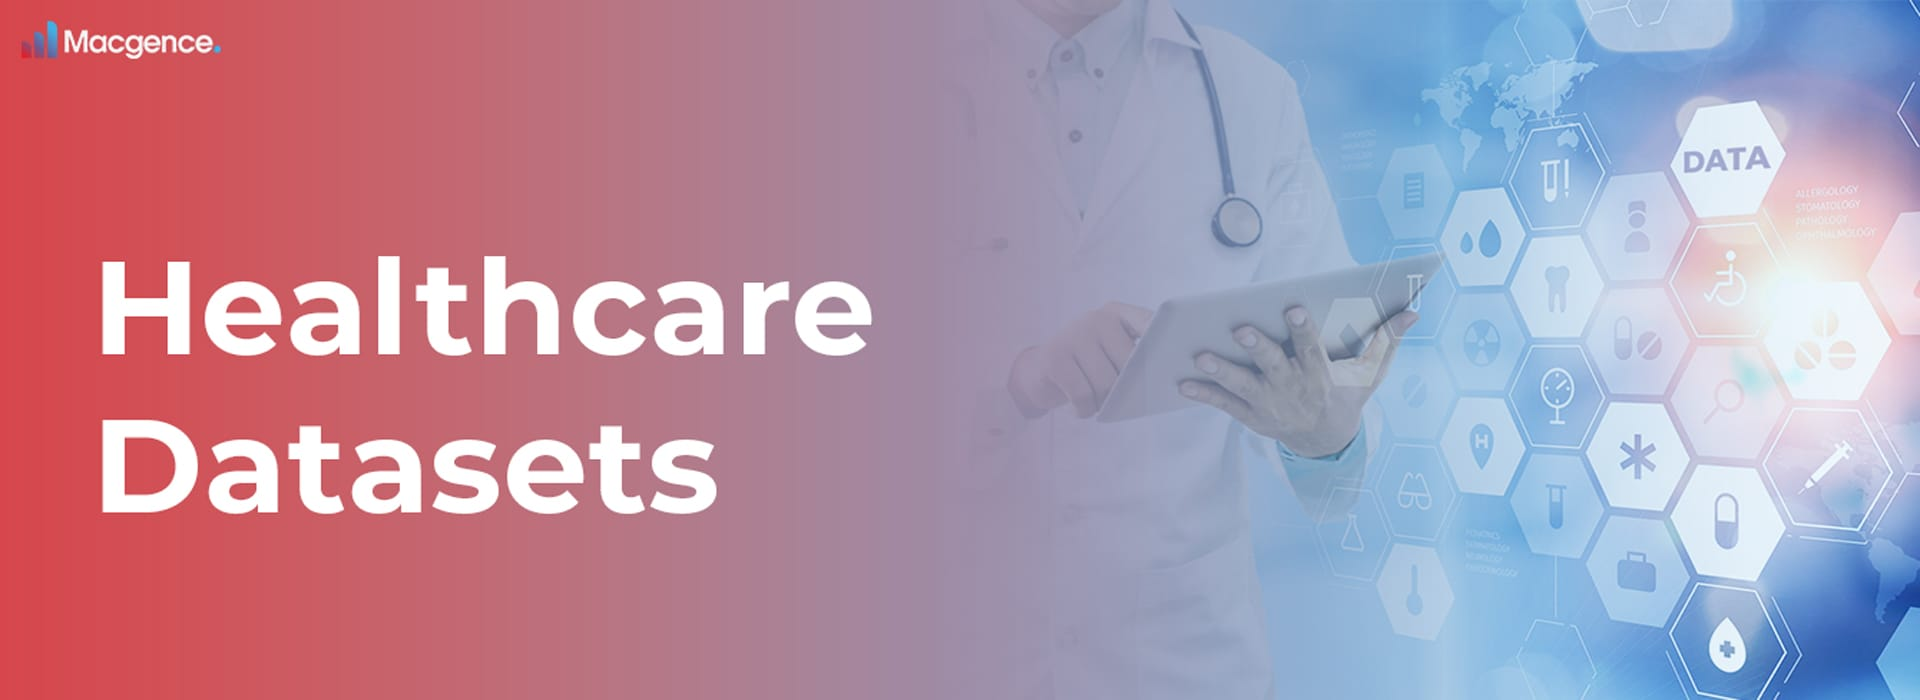 Macgence.
Healthcare
Datasets
DATA
ALLERGOLOGY
STOMATOLOGY
PATHOLOGY
OPHTHALMOLOGY
H